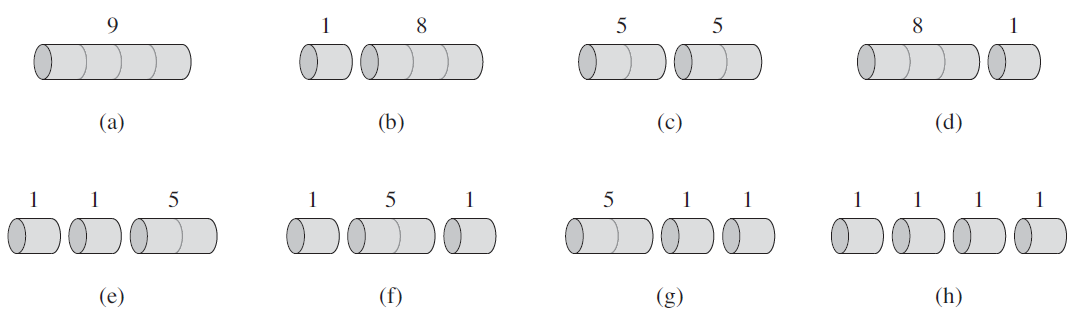 9 1 8 5 5 8 1
(a) (b) (c) (d)
1 1 5 1 5 1 5 1 1 1 1 1 1
(e) (f) (g) (h)